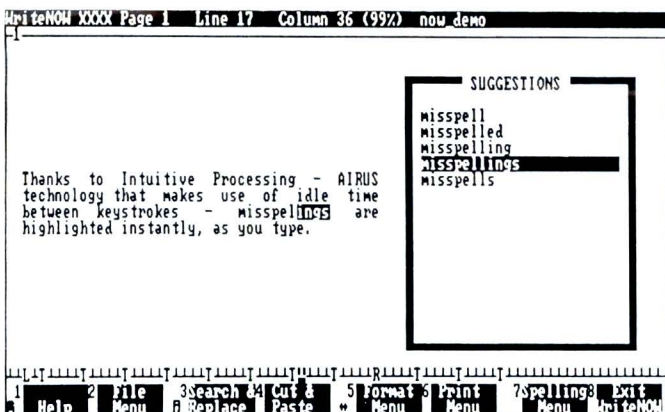 WriteNOW XXXX Page 1 Line 17 Column 36 (99%) now_demo
SUGGESTIONS
misspell
misspelled
misspelling
misspellings
misspells
Thanks to Intuitive Processing - AIRUS
technology that makes use of idle time
between keystrokes - misspelings are
highlighted instantly, as you type.
1 Help 2 File Menu 3 Search & Replace 4 Cut & Paste 5 Format Menu 6 Print Menu 7 Spelling Menu 8 Exit WriteNOW